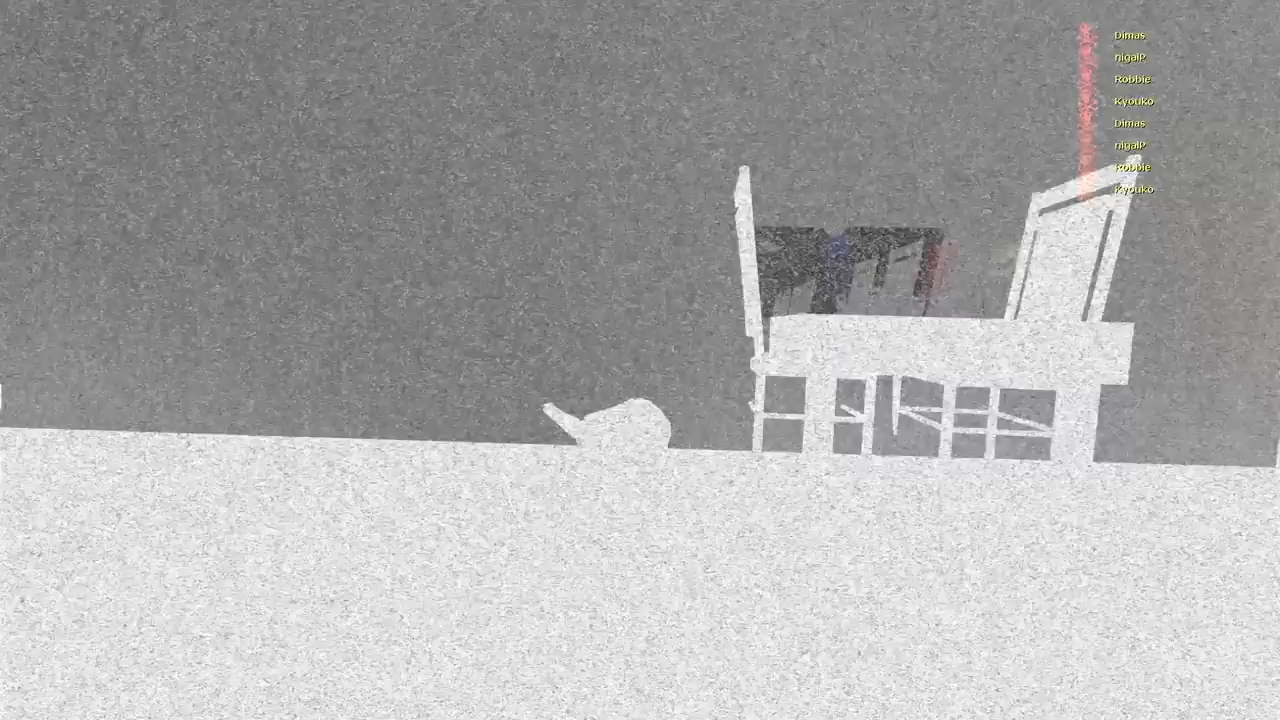 Dimas
nigalP
Robbie
Kyouko
Dimas
nigalP
Robbie
Kyouko